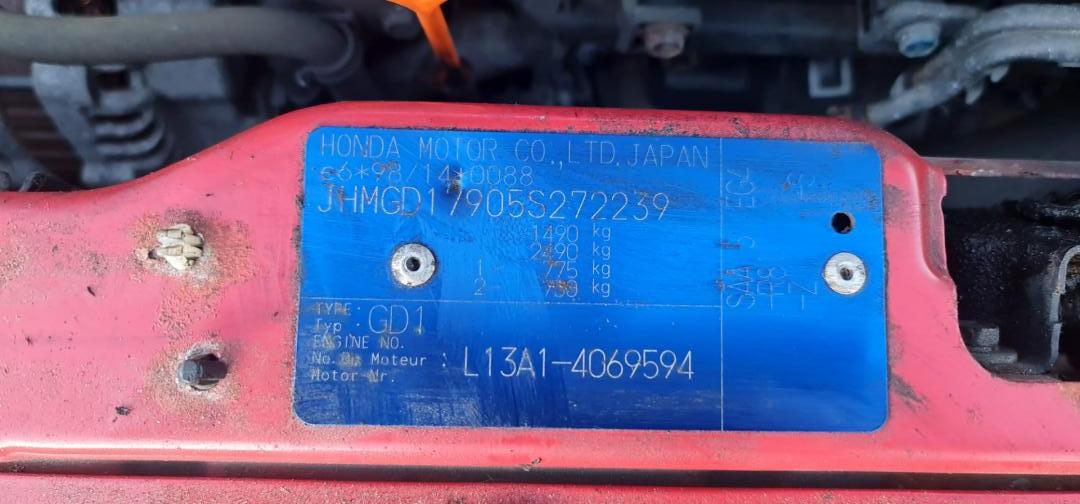 HONDA MOTOR CO.,LTD.JAPAN
e6*98/14*0088
JHMGD17905S272239
1490 kg
2490 kg
1- 775 kg
2- 750 kg
TYPE
Typ : GD1
ENGINE NO.
No. Du Moteur : L13A1-4069594
Motor-Nr.
SAA